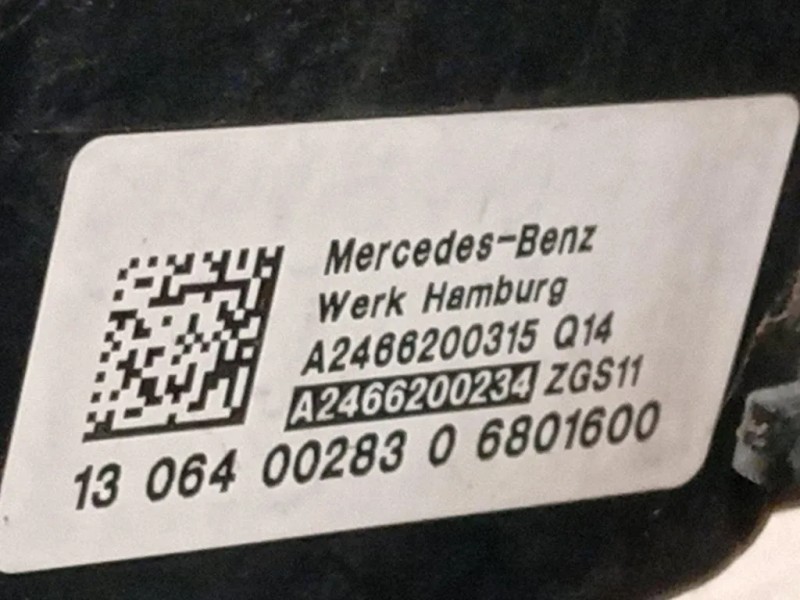 Mercedes-Benz
Werk Hamburg
A2466200315 Q14
A2466200234 ZGS11
13 064 00283 0 6801600